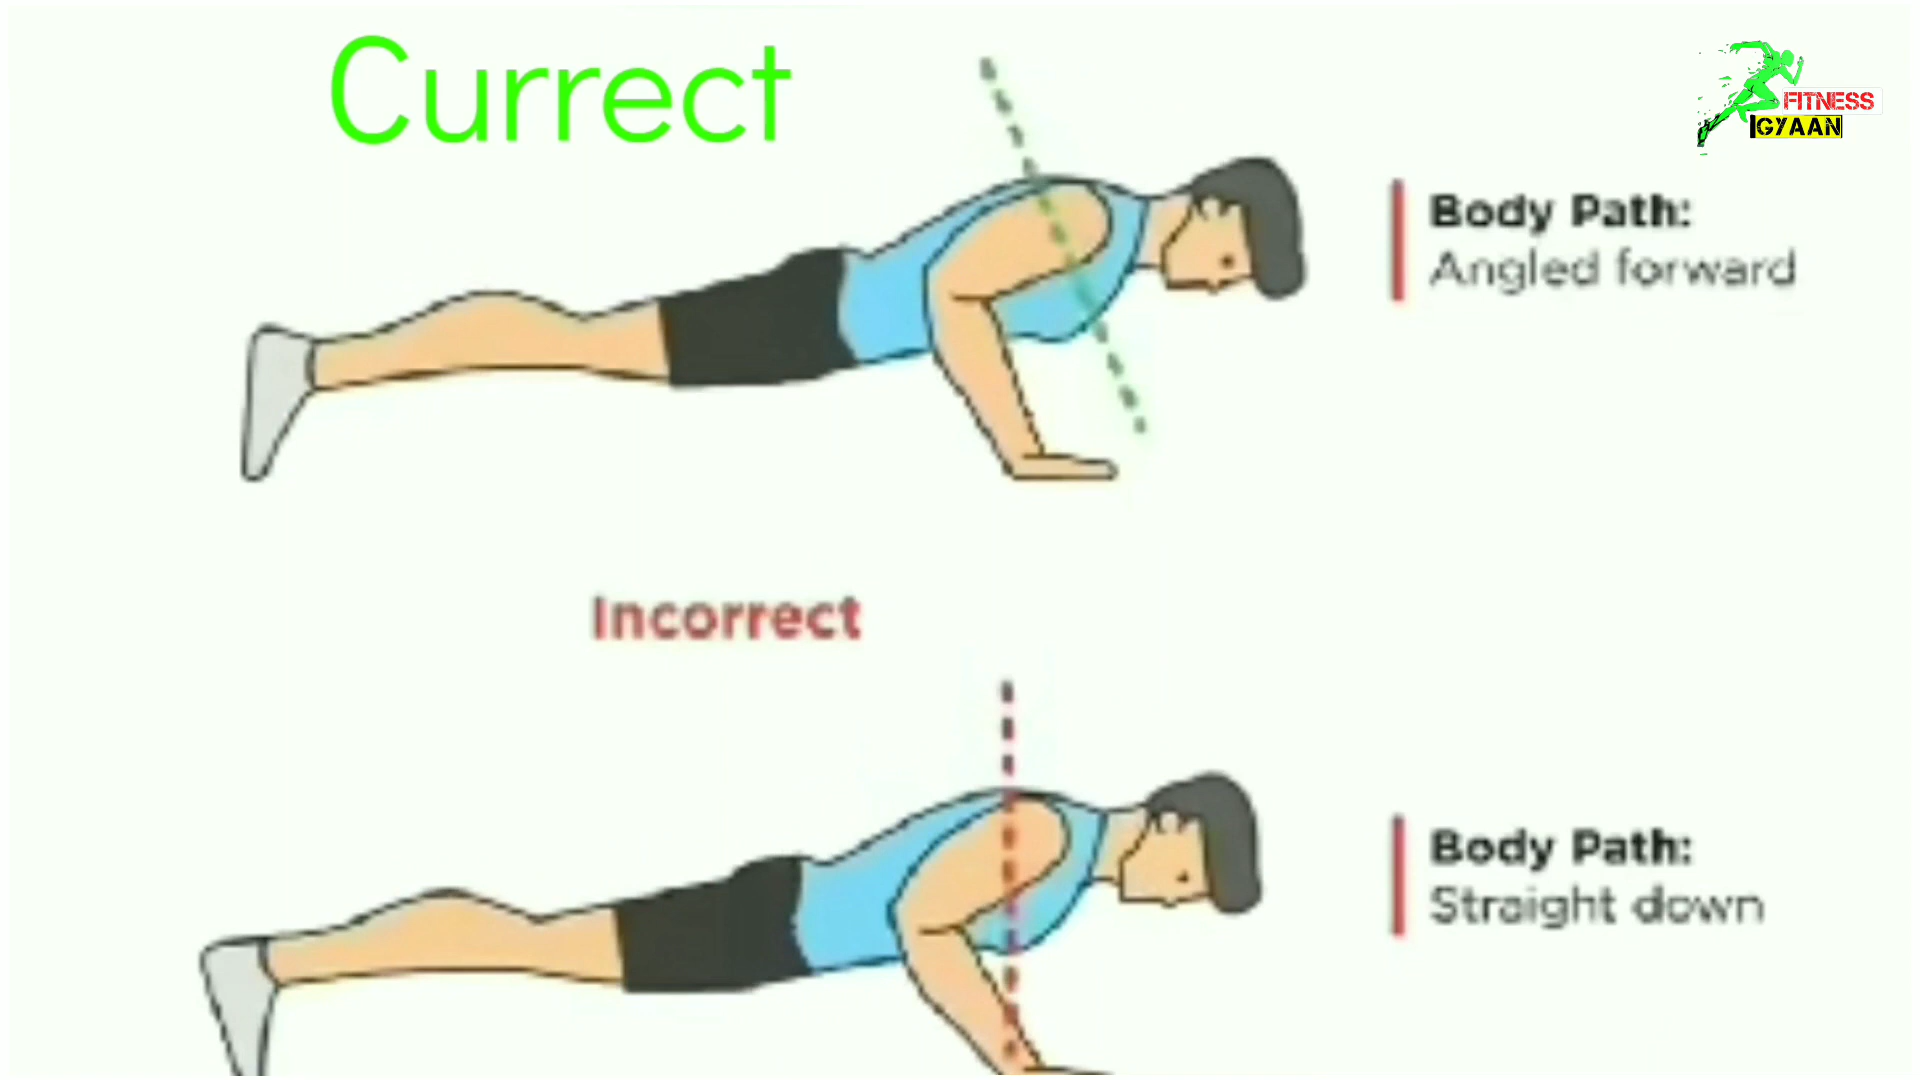 Currect
FITNESS
GYAAN
Body Path:
Angled forward
Incorrect
Body Path:
Straight down